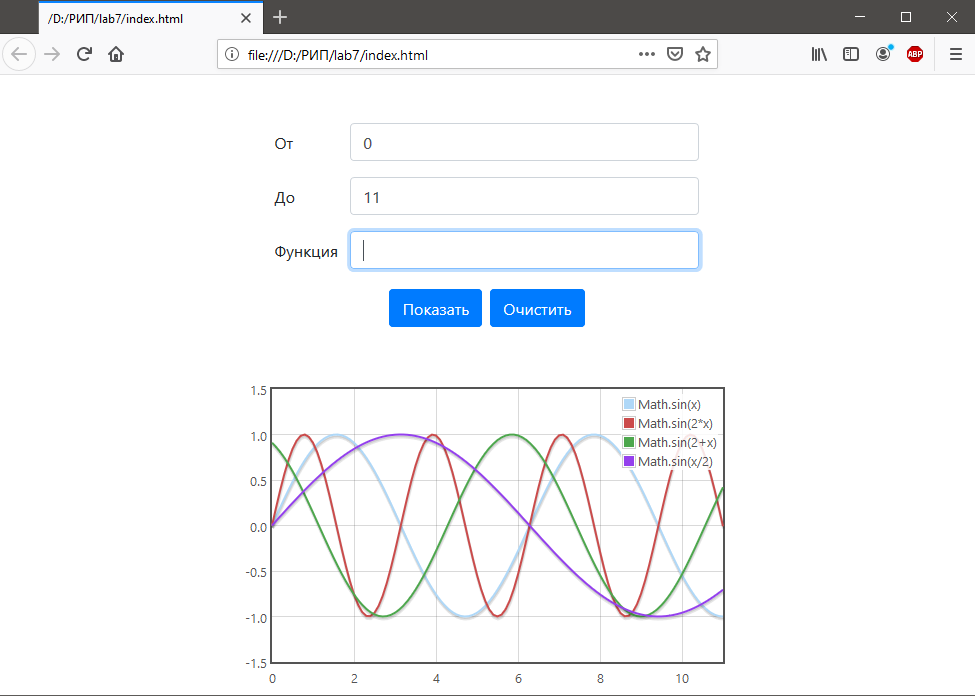 /D:/РИП/lab7/index.html
file:///D:/РИП/lab7/index.html
ABP
От 0
До 11
Функция
Показать Очистить
1.5
1.0
0.5
0.0
-0.5
-1.0
-1.5
Math.sin(x)
Math.sin(2*x)
Math.sin(2+x)
Math.sin(x/2)
0 2 4 6 8 10